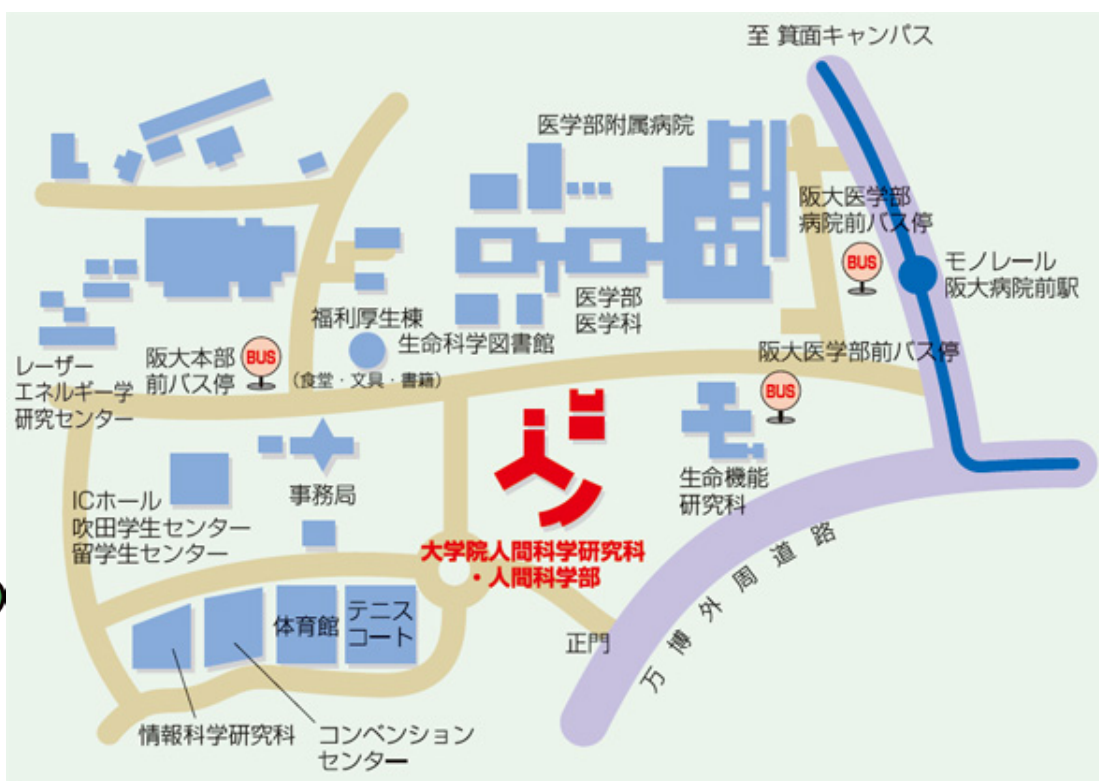 至 箕面キャンパス
医学部附属病院
阪大医学部
病院前バス停
BUS
モノレール
阪大病院前駅
医学部
医学科
福利厚生棟
生命科学図書館
(食堂・文具・書籍)
阪大本部
前バス停
BUS
レーザー
エネルギー学
研究センター
阪大医学部前バス停
BUS
生命機能
研究科
事務局
ICホール
吹田学生センター
留学生センター
大学院人間科学研究科
・人間科学部
体育館
テニス
コート
正門
万博外周道路
情報科学研究科
コンベンション
センター